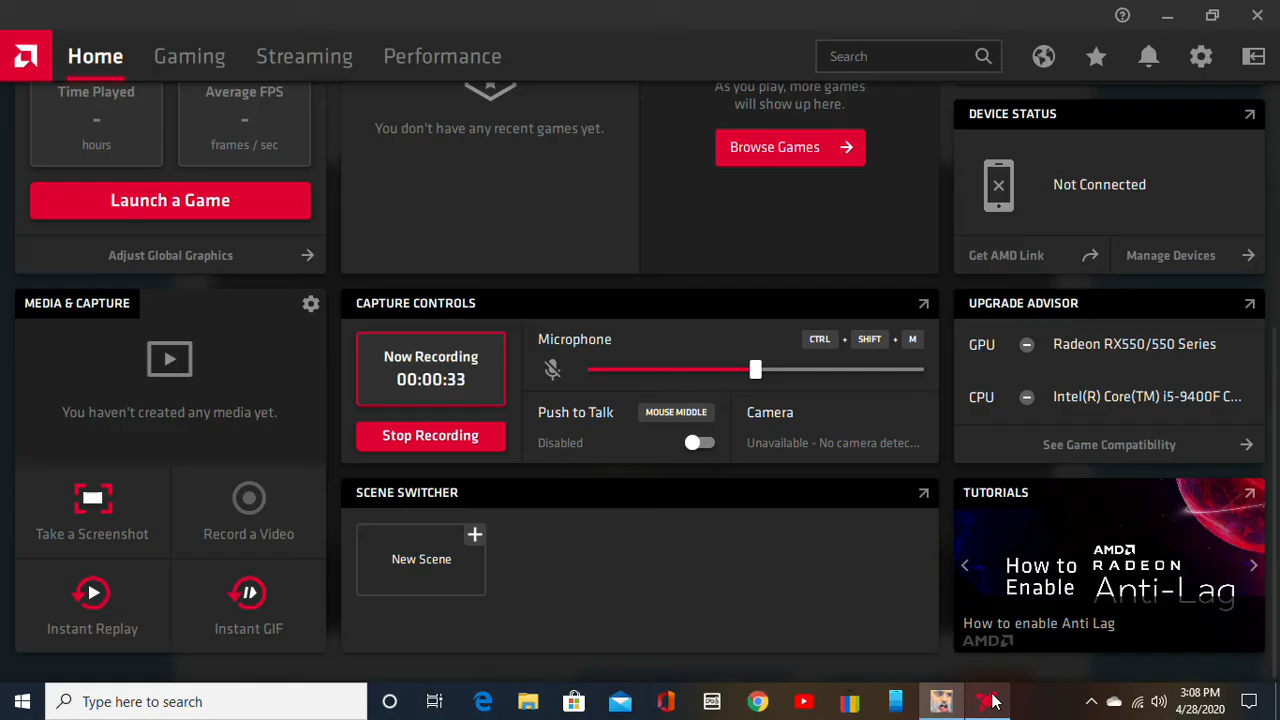 Home
Gaming
Streaming
Performance
Search
Time Played
-
hours
Average FPS
-
frames / sec
Launch a Game
Adjust Global Graphics
You don't have any recent games yet.
As you play, more games
will show up here.
Browse Games
DEVICE STATUS
Not Connected
Get AMD Link
Manage Devices
MEDIA & CAPTURE
You haven't created any media yet.
Take a Screenshot
Record a Video
Instant Replay
Instant GIF
CAPTURE CONTROLS
Now Recording
00:00:33
Stop Recording
Microphone
CTRL + SHIFT + M
Push to Talk
MOUSE MIDDLE
Disabled
Camera
Unavailable - No camera detec...
SCENE SWITCHER
New Scene
UPGRADE ADVISOR
GPU
Radeon RX550/550 Series
CPU
Intel(R) Core(TM) i5-9400F C...
See Game Compatibility
TUTORIALS
How to
Enable
AMD
RADEON
Anti-Lag
How to enable Anti Lag
AMD
Type here to search
3:08 PM
4/28/2020